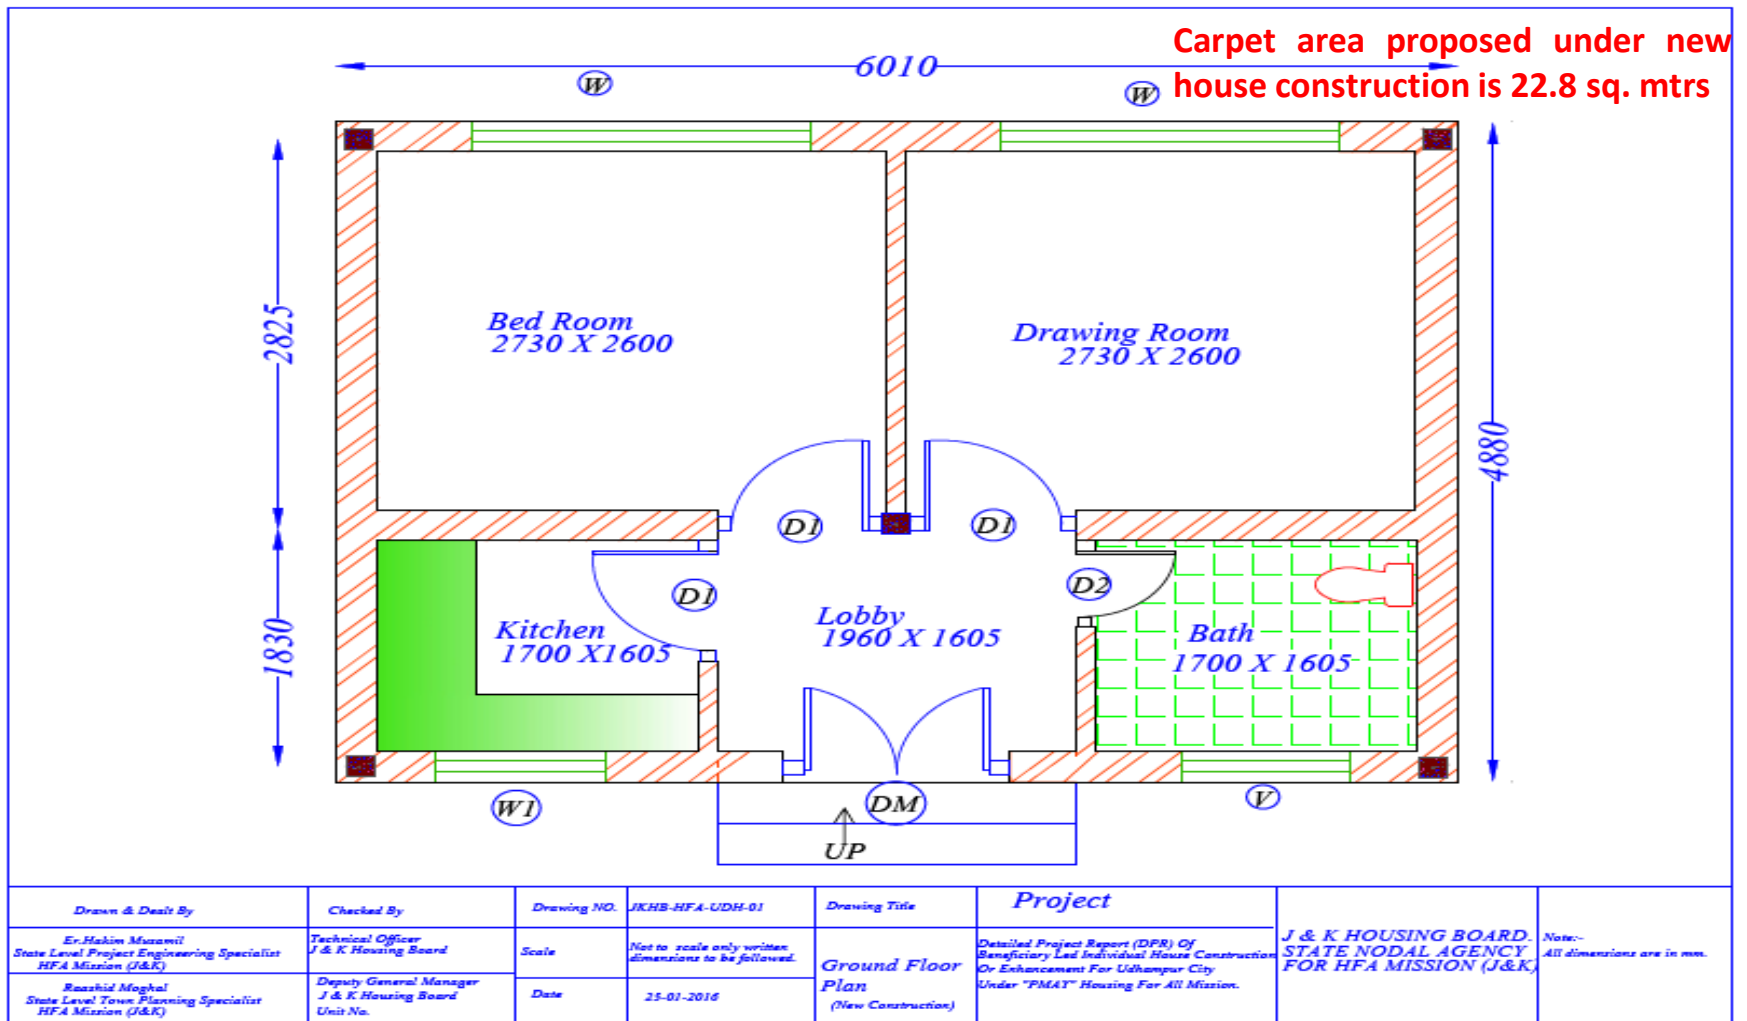 Carpet area proposed under new
house construction is 22.8 sq. mtrs
6010
W
W
2825
4880
Bed Room
2730 X 2600
Drawing Room
2730 X 2600
D1
D1
D1
D2
1830
Kitchen
1700 X1605
Lobby
1960 X 1605
Bath
1700 X 1605
W1
DM
V
UP
Drawn & Dealt By
Er.Hakim Muzamil
State Level Project Engineering Specialist
HFA Mission (J&K)
Raashid Moghal
State Level Town Planning Specialist
HFA Mission (J&K)
Checked By
Technical Officer
J & K Housing Board
Deputy General Manager
J & K Housing Board
Unit No.
Drawing NO.
JKHB-HFA-UDH-01
Scale
Not to scale only written
dimensions to be followed.
Date
25-01-2016
Drawing Title
Ground Floor
Plan
(New Construction)
Project
Detailed Project Report (DPR) Of
Beneficiary Led Individual House Construction
Or Enhancement For Udhampur City
Under "PMAY" Housing For All Mission.
J & K HOUSING BOARD.
STATE NODAL AGENCY
FOR HFA MISSION (J&K)
Note:-
All dimensions are in mm.